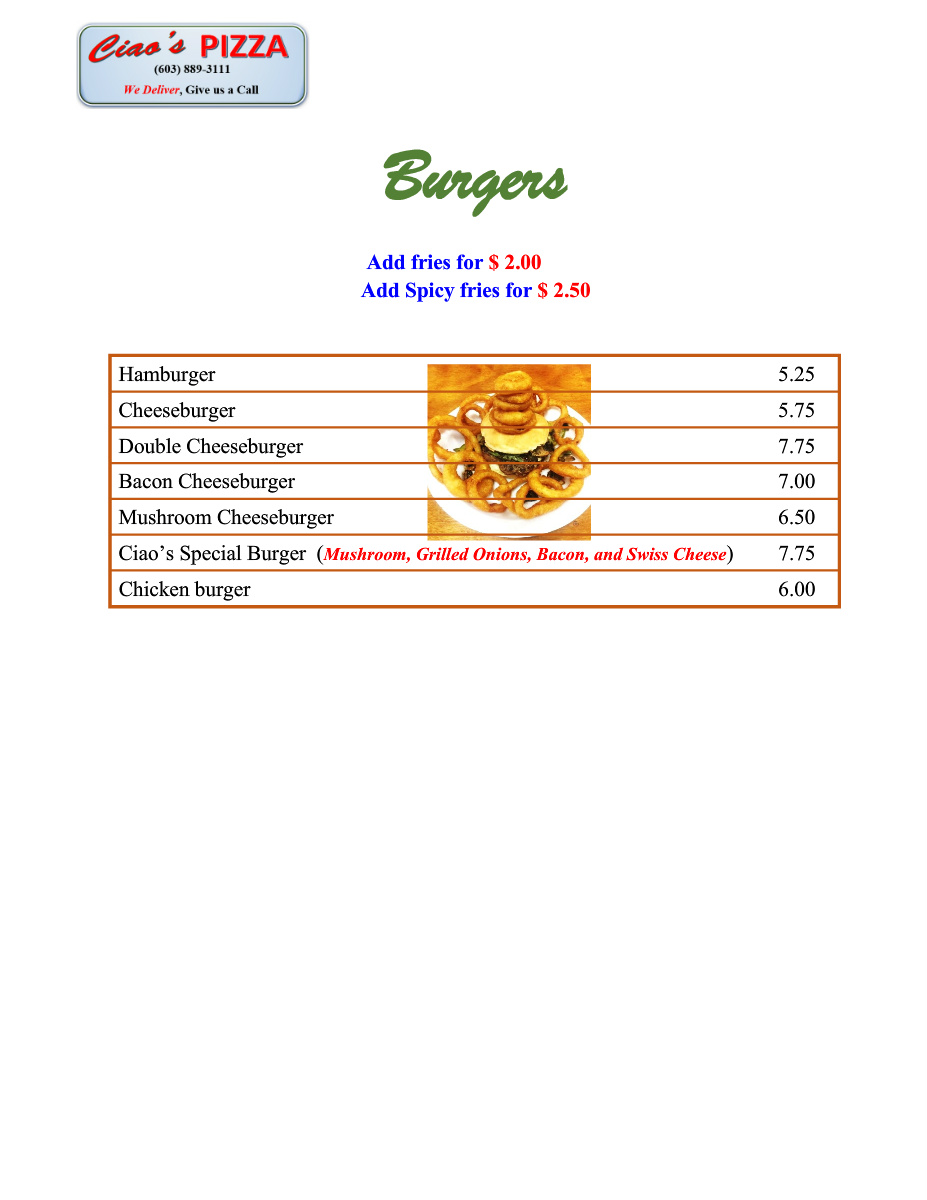 Ciao's PIZZA
(603) 889-3111
We Deliver, Give us a Call
Burgers
Add fries for $ 2.00
Add Spicy fries for $ 2.50
Hamburger 5.25
Cheeseburger 5.75
Double Cheeseburger 7.75
Bacon Cheeseburger 7.00
Mushroom Cheeseburger 6.50
Ciao’s Special Burger (Mushroom, Grilled Onions, Bacon, and Swiss Cheese) 7.75
Chicken burger 6.00